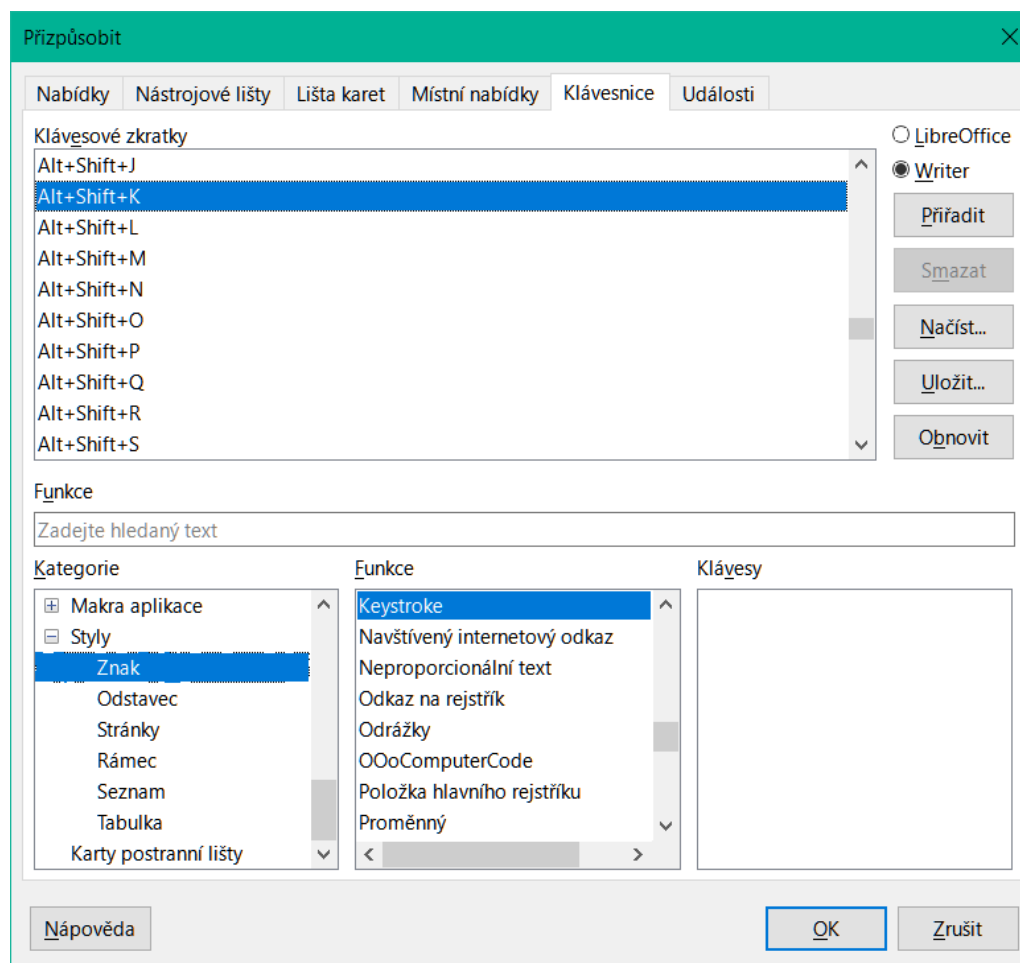 Přizpůsobit
Nabídky Nástrojové lišty Lišta karet Místní nabídky Klávesnice Události
Klávesové zkratky
Alt+Shift+J
Alt+Shift+K
Alt+Shift+L
Alt+Shift+M
Alt+Shift+N
Alt+Shift+O
Alt+Shift+P
Alt+Shift+Q
Alt+Shift+R
Alt+Shift+S
LibreOffice
Writer
Přiřadit
Smazat
Načíst...
Uložit...
Obnovit
Funkce
Zadejte hledaný text
Kategorie
Makra aplikace
Styly
Znak
Odstavec
Stránky
Rámec
Seznam
Tabulka
Karty postranní lišty
Funkce
Keystroke
Navštívený internetový odkaz
Neproporcionální text
Odkaz na rejstřík
Odrážky
OOoComputerCode
Položka hlavního rejstříku
Proměnný
Klávesy
Nápověda
OK
Zrušit